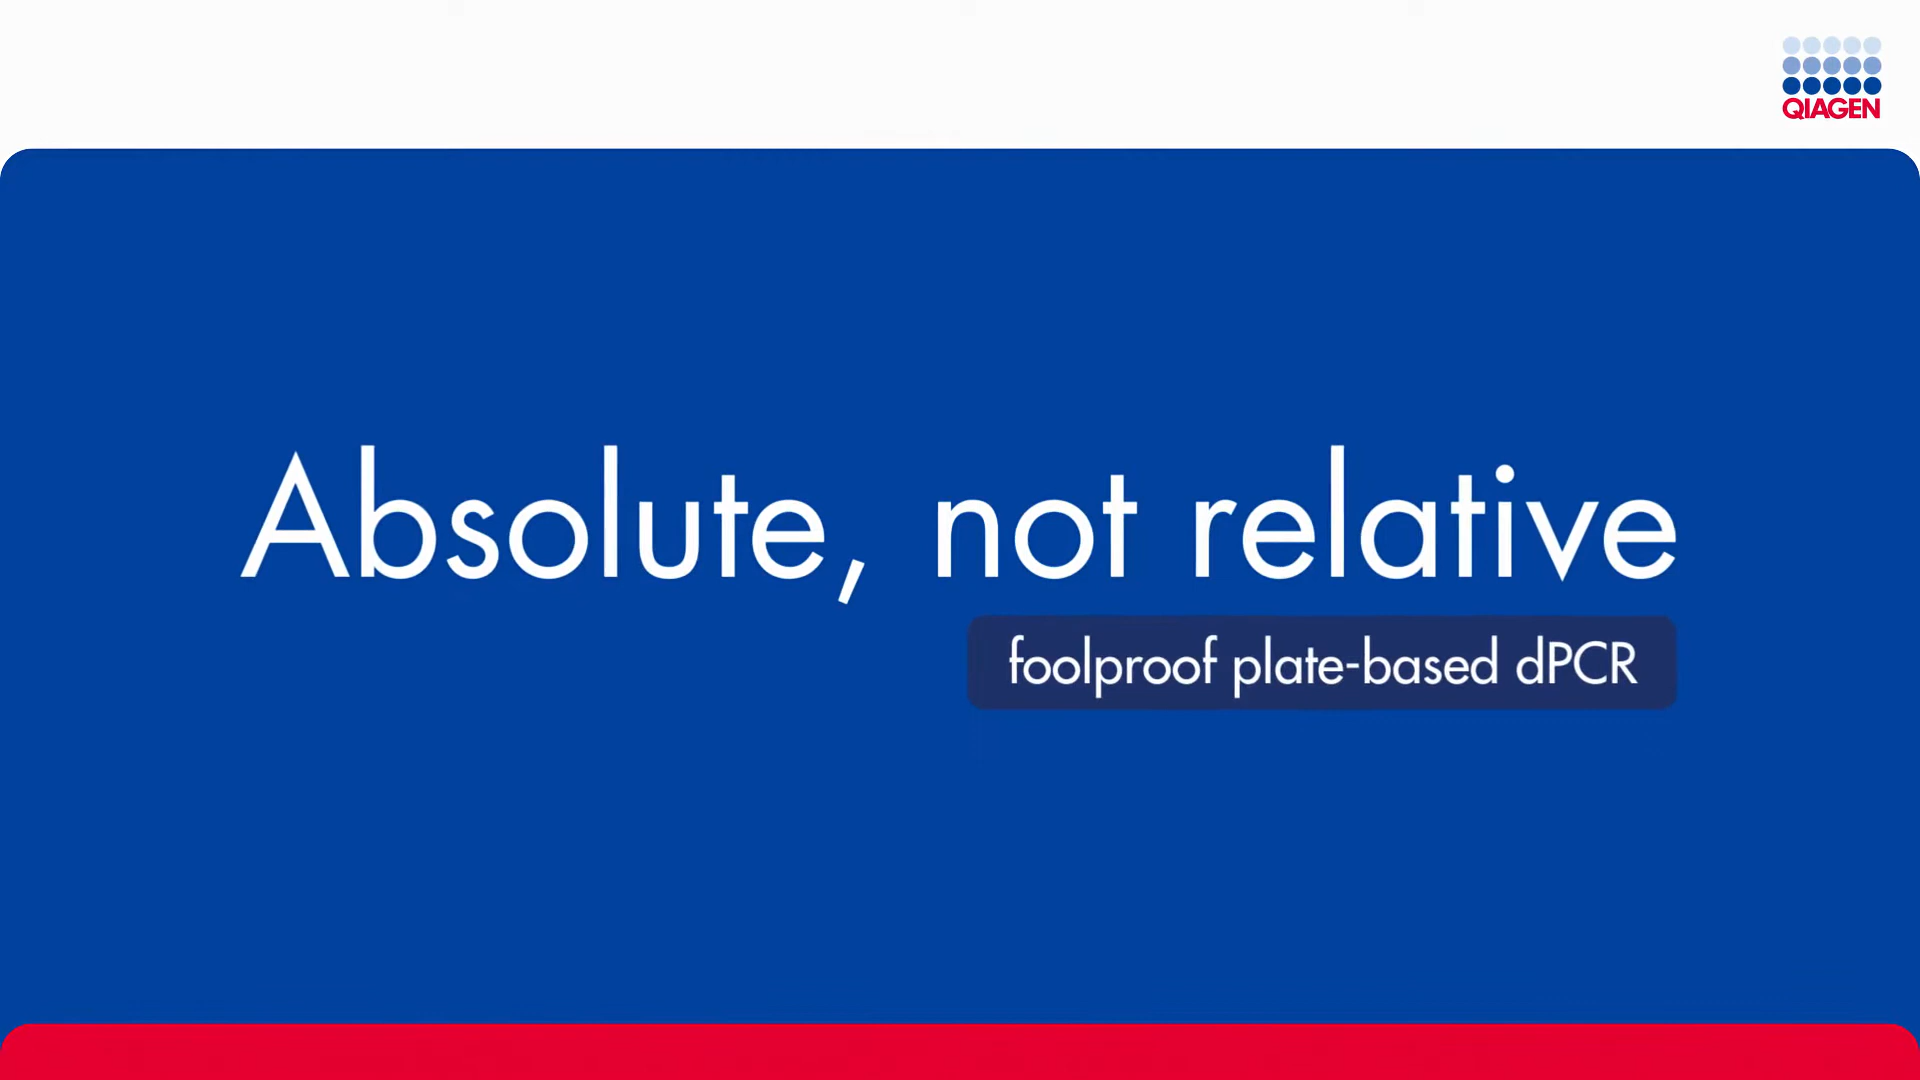 QIAGEN
Absolute, not relative
foolproof plate-based dPCR